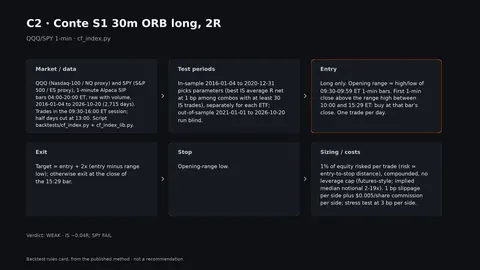 C2 · Conte S1 30m ORB long, 2R
QQQ/SPY 1-min · cf_index.py
Market / data
QQQ (Nasdaq-100 / NQ proxy) and SPY (S&P
500 / ES proxy), 1-minute Alpaca SIP
bars 04:00-20:00 ET, raw with volume,
2016-01-04 to 2026-10-20 (2,715 days).
Trades in the 09:30-16:00 ET session;
half days cut at 13:00. Script
backtests/cf_index.py + cf_index_lib.py.
Test periods
In-sample 2016-01-04 to 2020-12-31
picks parameters (best IS average R net
at 1 bp among combos with at least 30
IS trades), separately for each ETF;
out-of-sample 2021-01-01 to 2026-10-20
run blind.
Entry
Long only. Opening range = high/low of
09:30-09:59 ET 1-min bars. First 1-min
close above the range high between
10:00 and 15:29 ET: buy at that bar's
close. One trade per day.
Exit
Target = entry + 2x (entry minus range
low); otherwise exit at the close of
the 15:29 bar.
Stop
Opening-range low.
Sizing / costs
1% of equity risked per trade (risk =
entry-to-stop distance), compounded, no
leverage cap (futures-style; implied
median notional 2-19x). 1 bp slippage
per side plus $0.005/share commission
per side; stress test at 3 bp per side.
Verdict: WEAK · IS −0.04R; SPY FAIL
Backtest rules card, from the published method · not a recommendation.